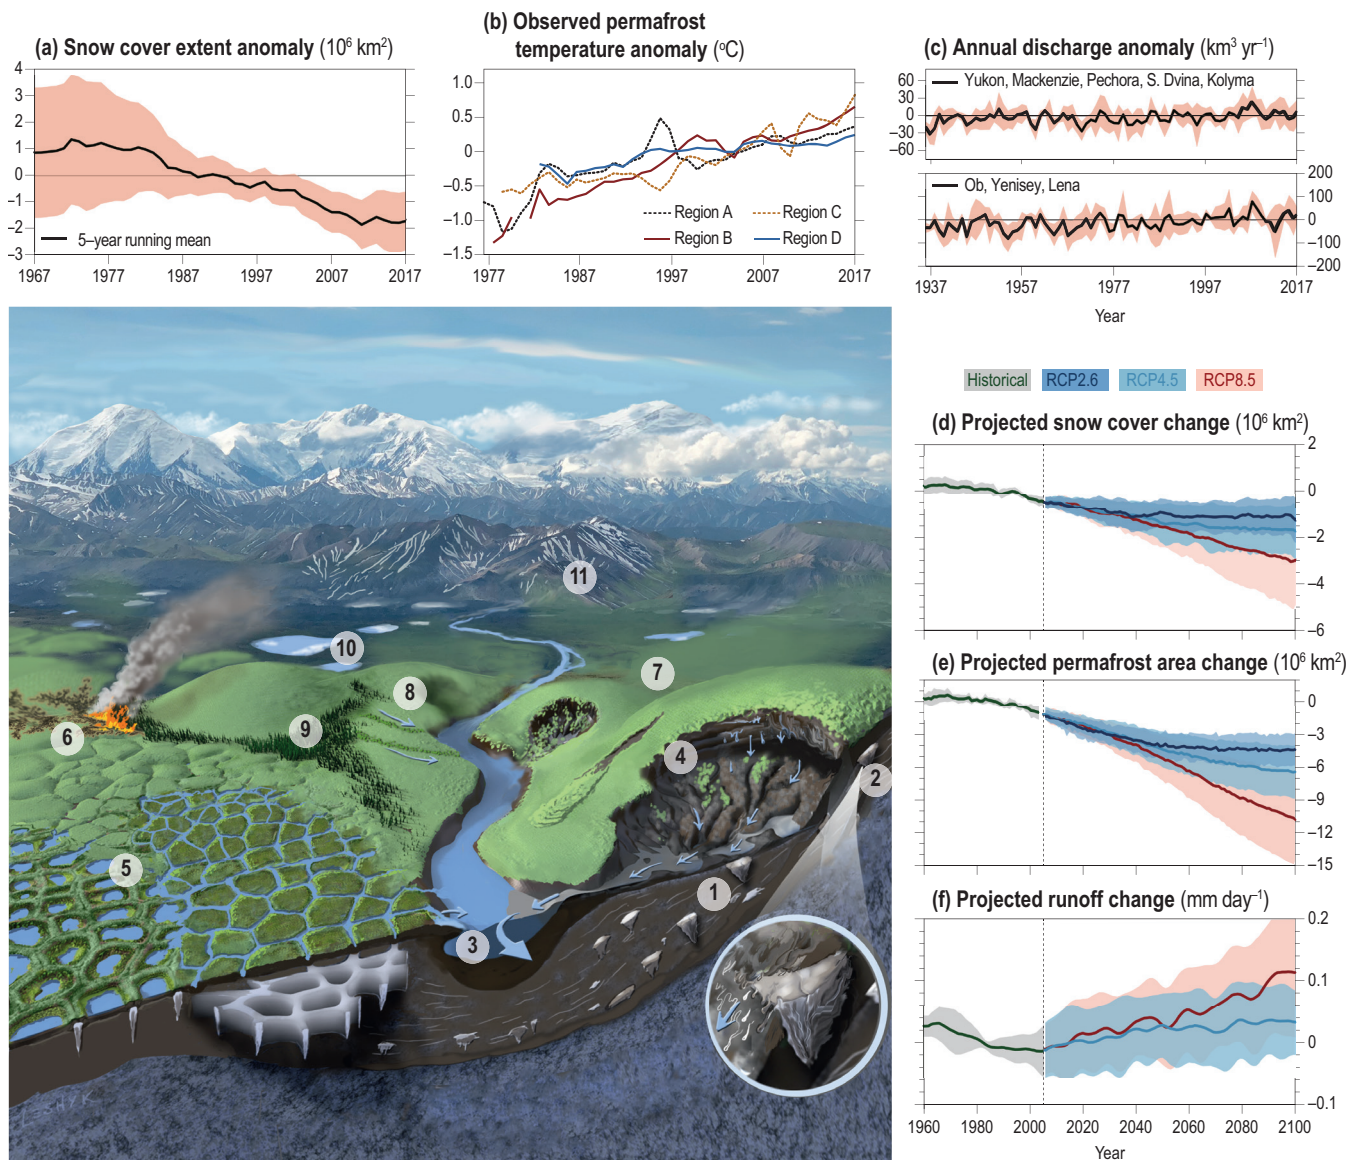 (a) Snow cover extent anomaly (10⁶ km²)
4
3
2
1
0
–1
–2
–3
5–year running mean
1967 1977 1987 1997 2007 2017
(b) Observed permafrost
temperature anomaly (°C)
1.0
0.5
0
–0.5
–1.0
–1.5
Region A Region C
Region B Region D
1977 1987 1997 2007 2017
(c) Annual discharge anomaly (km³ yr⁻¹)
60
30
0
–30
–60
Yukon, Mackenzie, Pechora, S. Dvina, Kolyma
Ob, Yenisey, Lena
200
100
0
–100
–200
1937 1957 1977 1997 2017
Year
Historical RCP2.6 RCP4.5 RCP8.5
(d) Projected snow cover change (10⁶ km²)
2
0
–2
–4
–6
(e) Projected permafrost area change (10⁶ km²)
0
–3
–6
–9
–12
–15
(f) Projected runoff change (mm day⁻¹)
0.2
0.1
0
–0.1
1960 1980 2000 2020 2040 2060 2080 2100
Year
11
10
7
8
9
6
4
2
5
1
3